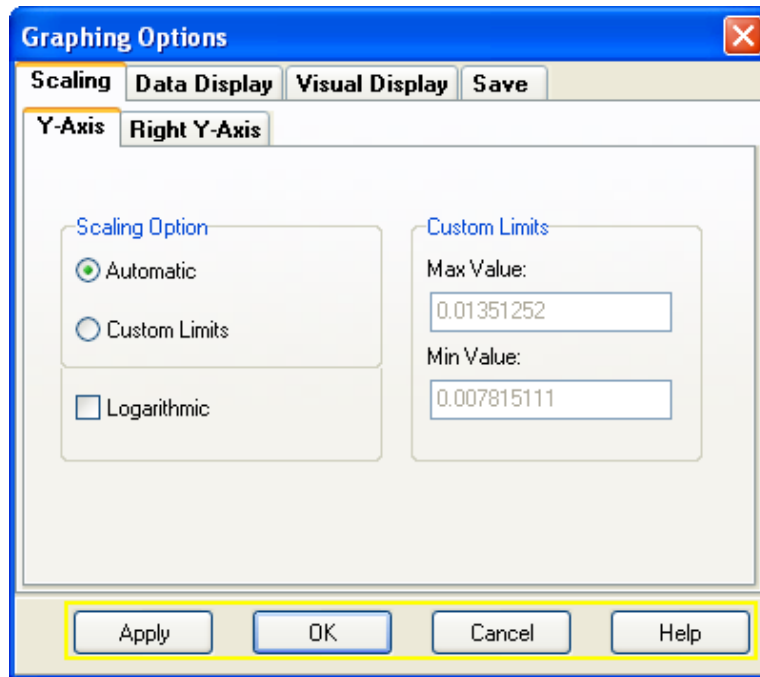 Graphing Options
Scaling Data Display Visual Display Save
Y-Axis Right Y-Axis
Scaling Option
Automatic
Custom Limits
Logarithmic
Custom Limits
Max Value:
0.01351252
Min Value:
0.007815111
Apply OK Cancel Help